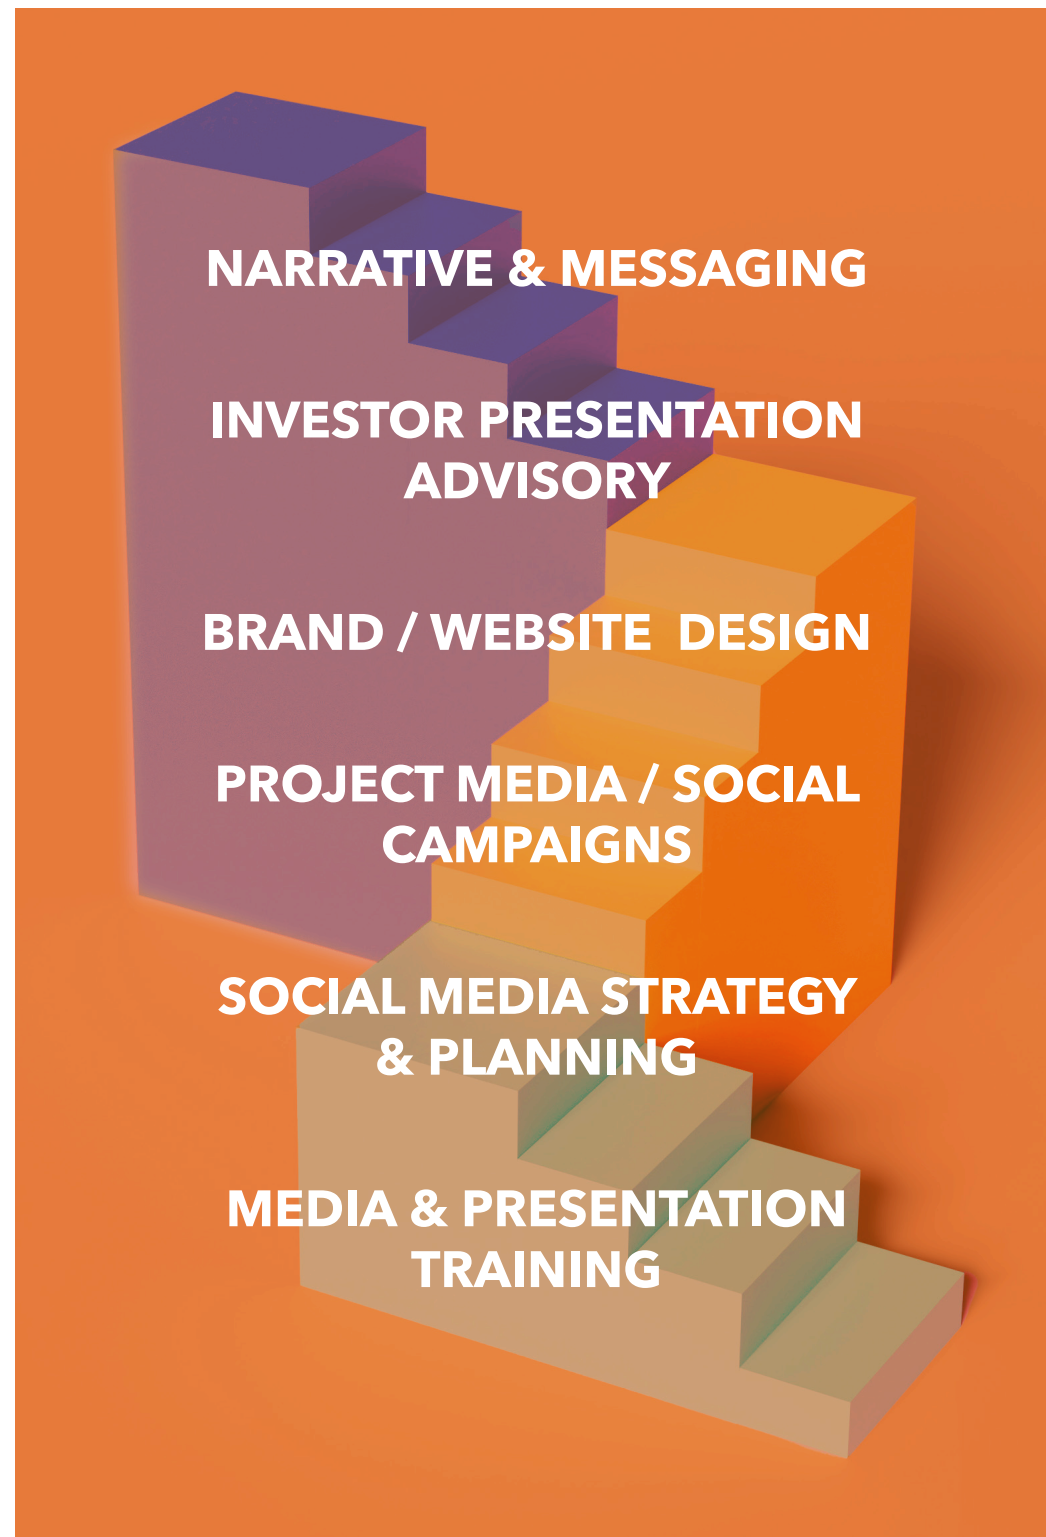 NARRATIVE & MESSAGING
INVESTOR PRESENTATION
ADVISORY
BRAND / WEBSITE  DESIGN
PROJECT MEDIA / SOCIAL
CAMPAIGNS
SOCIAL MEDIA STRATEGY
& PLANNING
MEDIA & PRESENTATION
TRAINING